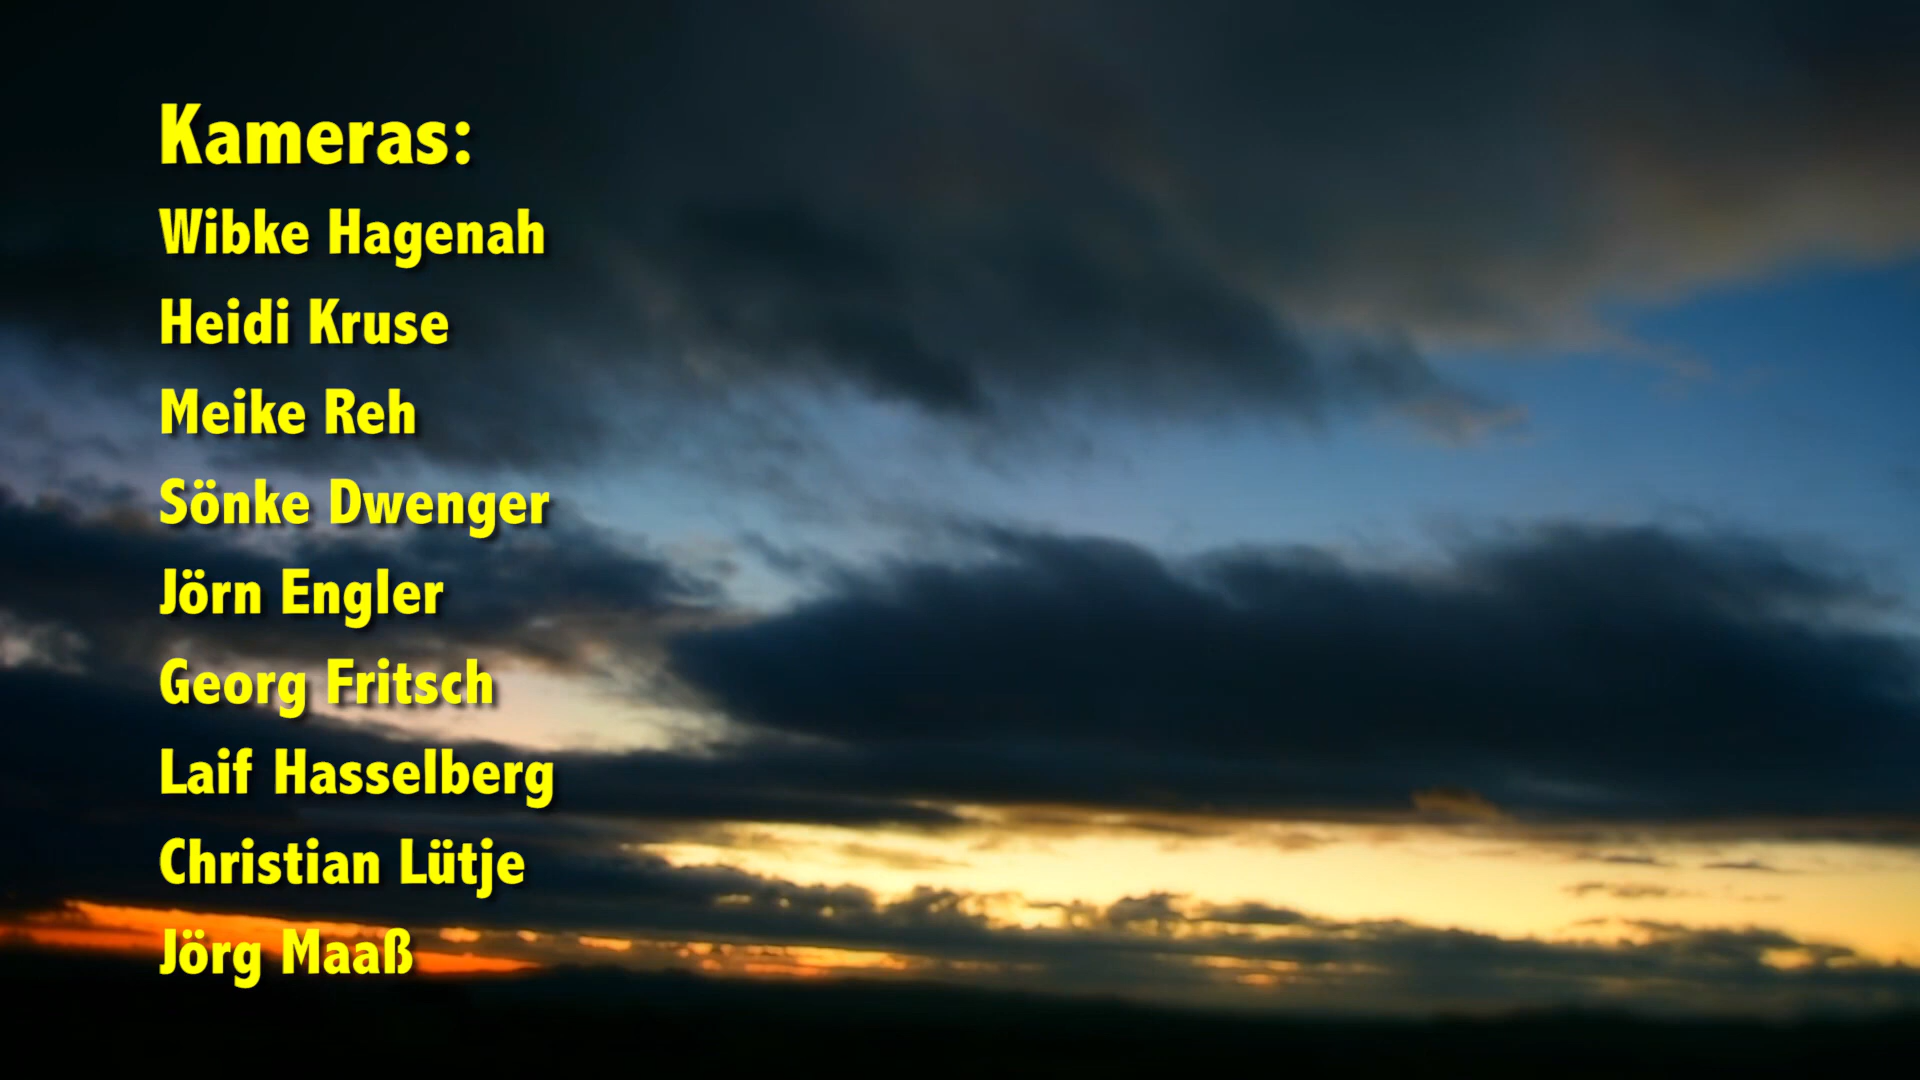 Kameras:
Wibke Hagenah
Heidi Kruse
Meike Reh
Sönke Dwenger
Jörn Engler
Georg Fritsch
Laif Hasselberg
Christian Lütje
Jörg Maaß